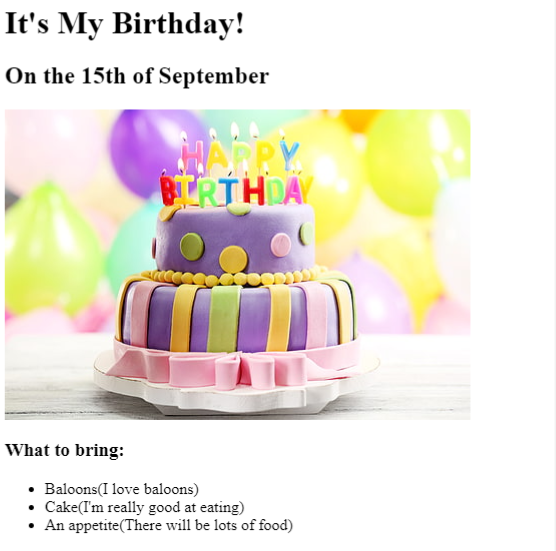 It's My Birthday!
On the 15th of September
HAPPY
BIRTHDAY
What to bring:
Baloons(I love baloons)
Cake(I'm really good at eating)
An appetite(There will be lots of food)